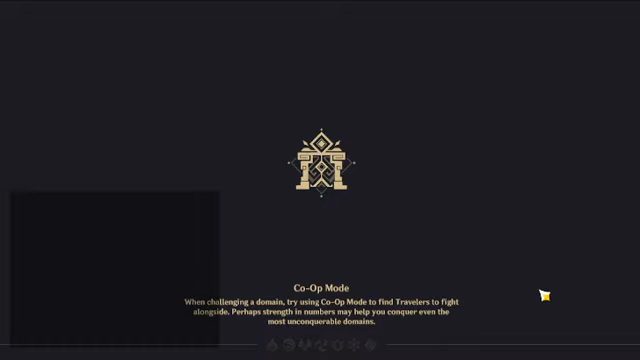 Co-Op Mode
When challenging a domain, try using Co-Op Mode to find Travelers to fight
alongside. Perhaps strength in numbers may help you conquer even the
most unconquerable domains.